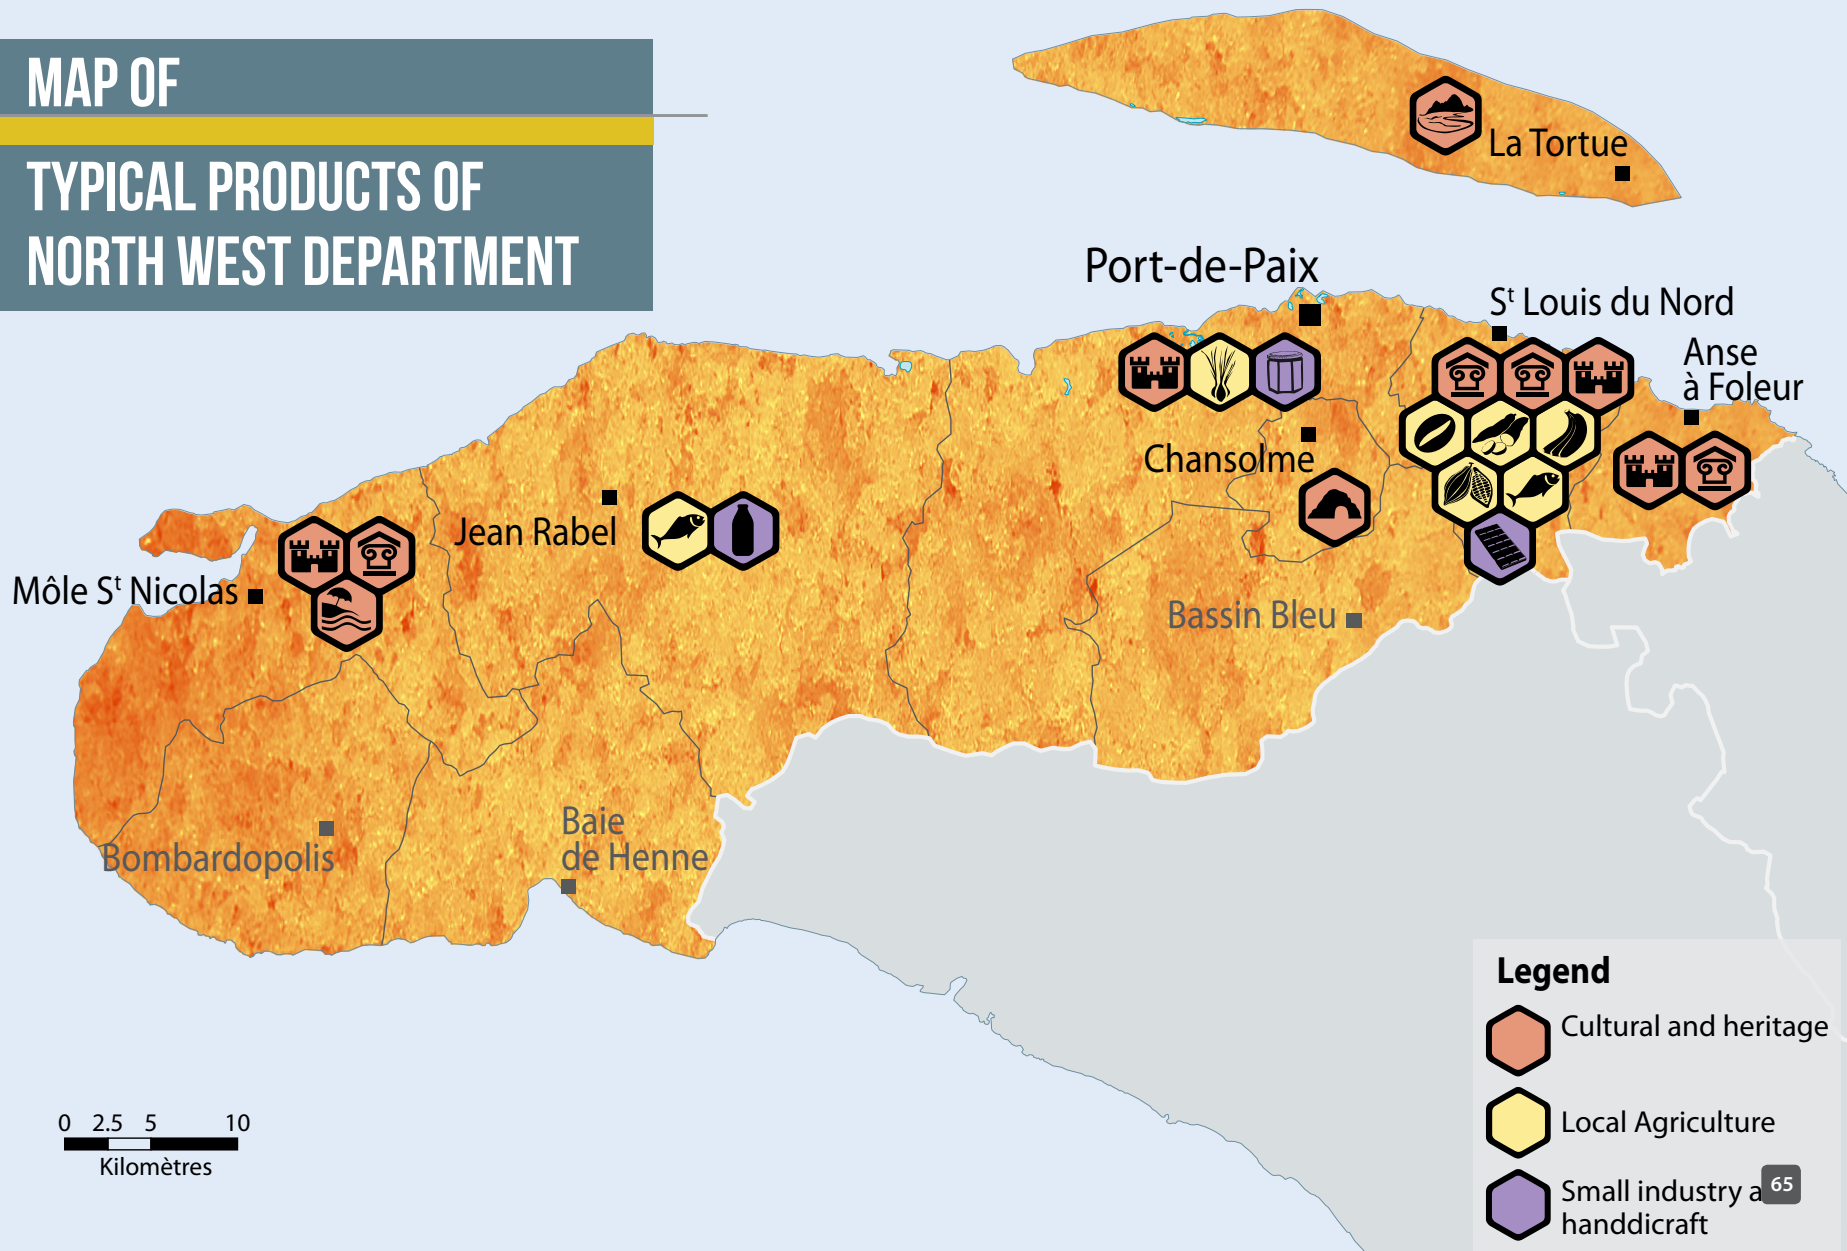 MAP OF
TYPICAL PRODUCTS OF
NORTH WEST DEPARTMENT
La Tortue
Port-de-Paix
St Louis du Nord
Anse
à Foleur
Chansolme
Jean Rabel
Môle St Nicolas
Bassin Bleu
Baie
de Henne
Bombardopolis
Legend
Cultural and heritage
Local Agriculture
Small industry a
handdicraft
65
0 2.5 5 10
Kilomètres